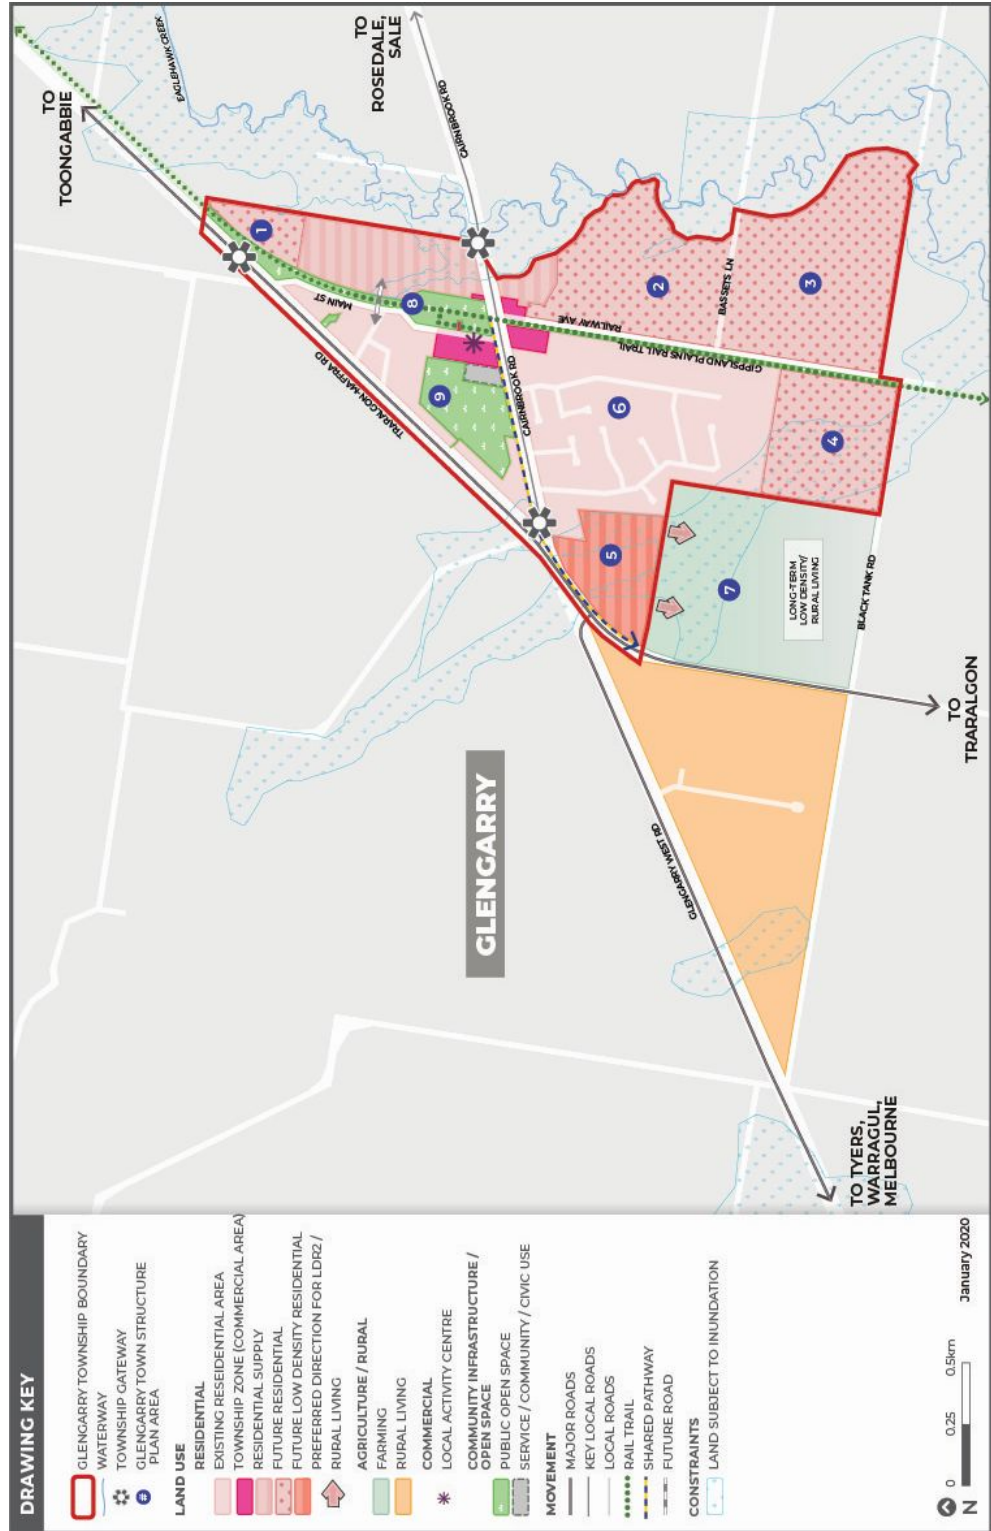 DRAWING KEY
GLENGARRY TOWNSHIP BOUNDARY
WATERWAY
TOWNSHIP GATEWAY
#
GLENGARRY TOWN STRUCTURE
PLAN AREA
LAND USE
RESIDENTIAL
EXISTING RESEIDENTIAL AREA
TOWNSHIP ZONE (COMMERCIAL AREA)
RESIDENTIAL SUPPLY
FUTURE RESIDENTIAL
FUTURE LOW DENSITY RESIDENTIAL
PREFERRED DIRECTION FOR LDR2 /
RURAL LIVING
AGRICULTURE / RURAL
FARMING
RURAL LIVING
COMMERCIAL
LOCAL ACTIVITY CENTRE
COMMUNITY INFRASTRUCTURE /
OPEN SPACE
PUBLIC OPEN SPACE
SERVICE / COMMUNITY / CIVIC USE
MOVEMENT
MAJOR ROADS
KEY LOCAL ROADS
LOCAL ROADS
RAIL TRAIL
SHARED PATHWAY
FUTURE ROAD
CONSTRAINTS
LAND SUBJECT TO INUNDATION
N
0
0.25
0.5km
January 2020
TO
TOONGABBIE
EAGLEHAWK CREEK
TO
ROSEDALE,
SALE
CAIRNBROOK RD
1
MAIN ST
TRARALGON-MAFFRA RD
8
9
CAIRNBROOK RD
RAILWAY AVE
GIPPSLAND PLAINS RAIL TRAIL
2
BASSETS LN
3
6
4
5
7
LONG-TERM
LOW DENSITY/
RURAL LIVING
BLACK TANK RD
GLENGARRY
GLENGARRY WEST RD
TO
TRARALGON
TO TYERS,
WARRAGUL,
MELBOURNE